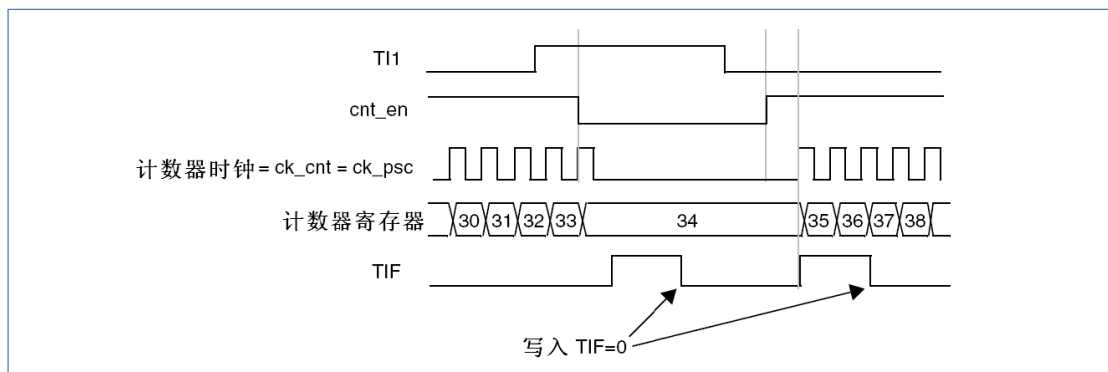 TI1
cnt_en
计数器时钟= ck_cnt = ck_psc
计数器寄存器 30 31 32 33 34 35 36 37 38
TIF
写入 TIF=0